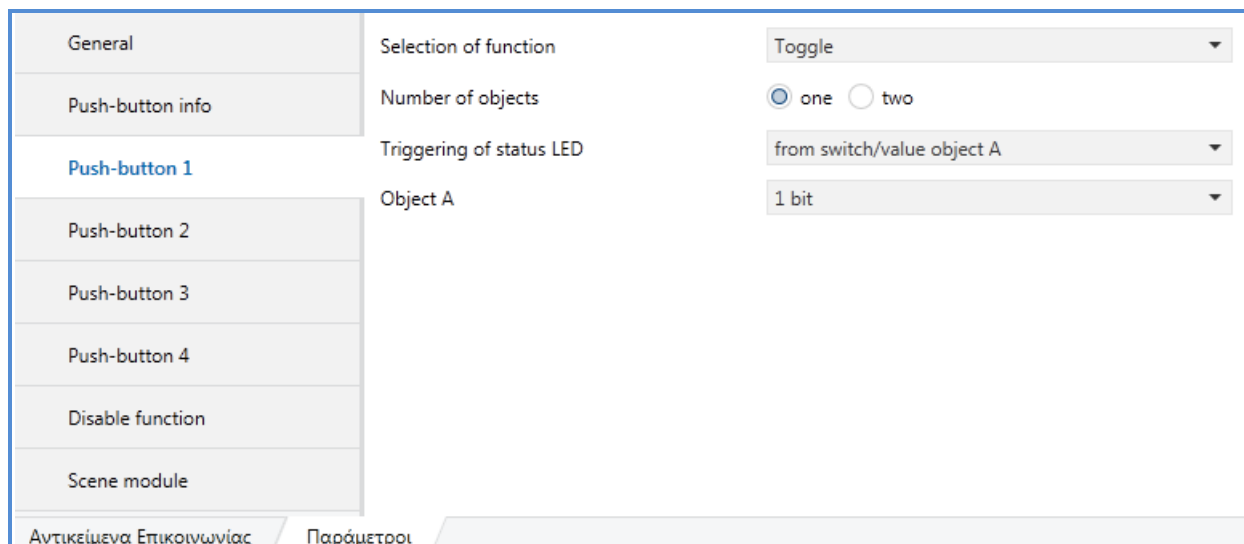 General
Push-button info
Push-button 1
Push-button 2
Push-button 3
Push-button 4
Disable function
Scene module
Selection of function Toggle
Number of objects one two
Triggering of status LED from switch/value object A
Object A 1 bit
Αντικείμενα Επικοινωνίας Παράμετροι